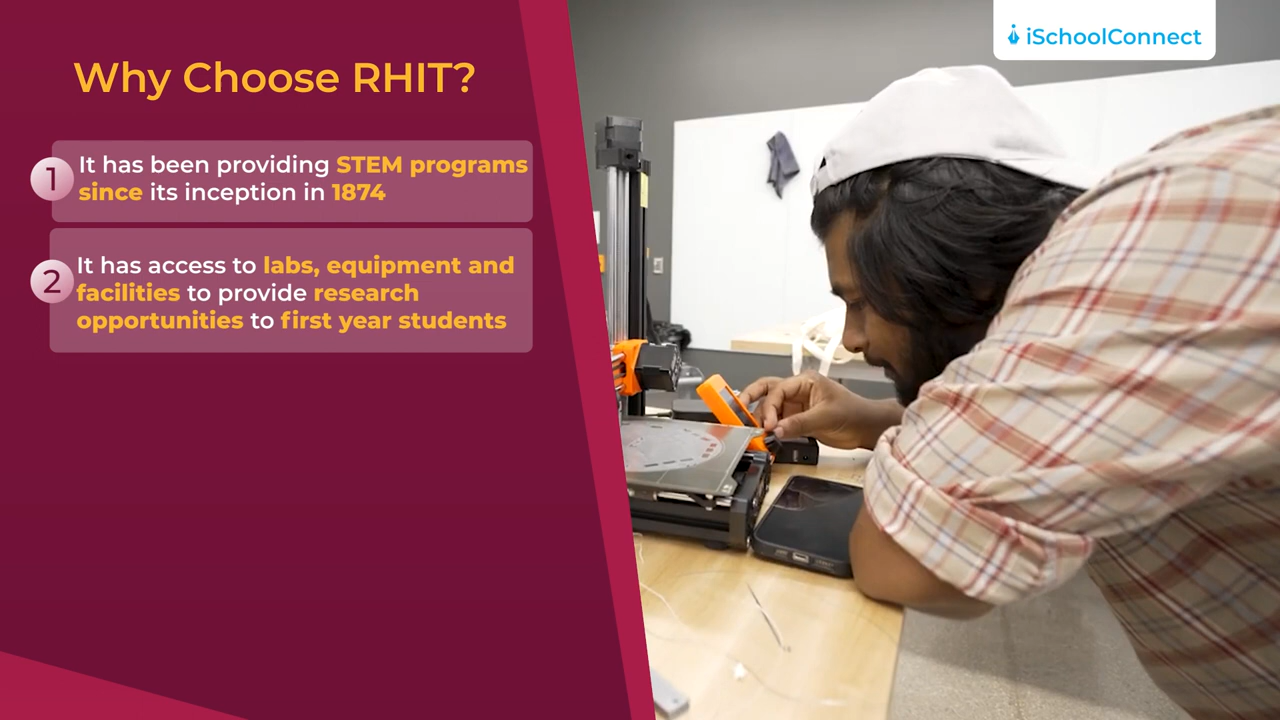 iSchoolConnect
Why Choose RHIT?
1
It has been providing STEM programs
since its inception in 1874
2
It has access to labs, equipment and
facilities to provide research
opportunities to first year students